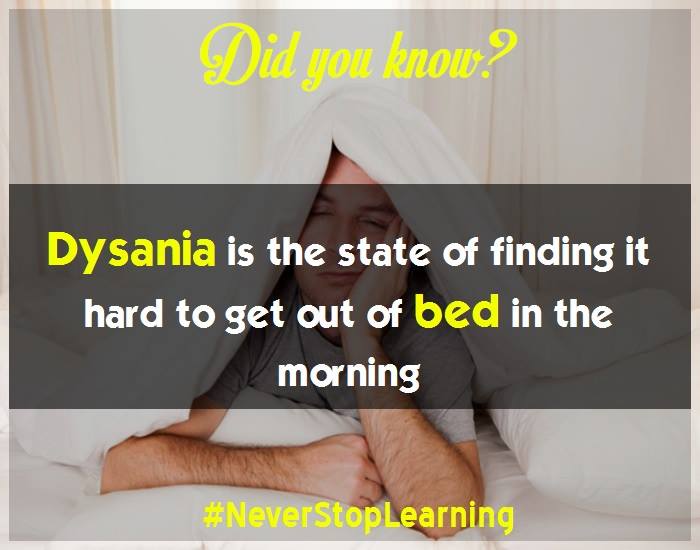 Did you know?
Dysania is the state of finding it
hard to get out of bed in the
morning
#NeverStopLearning